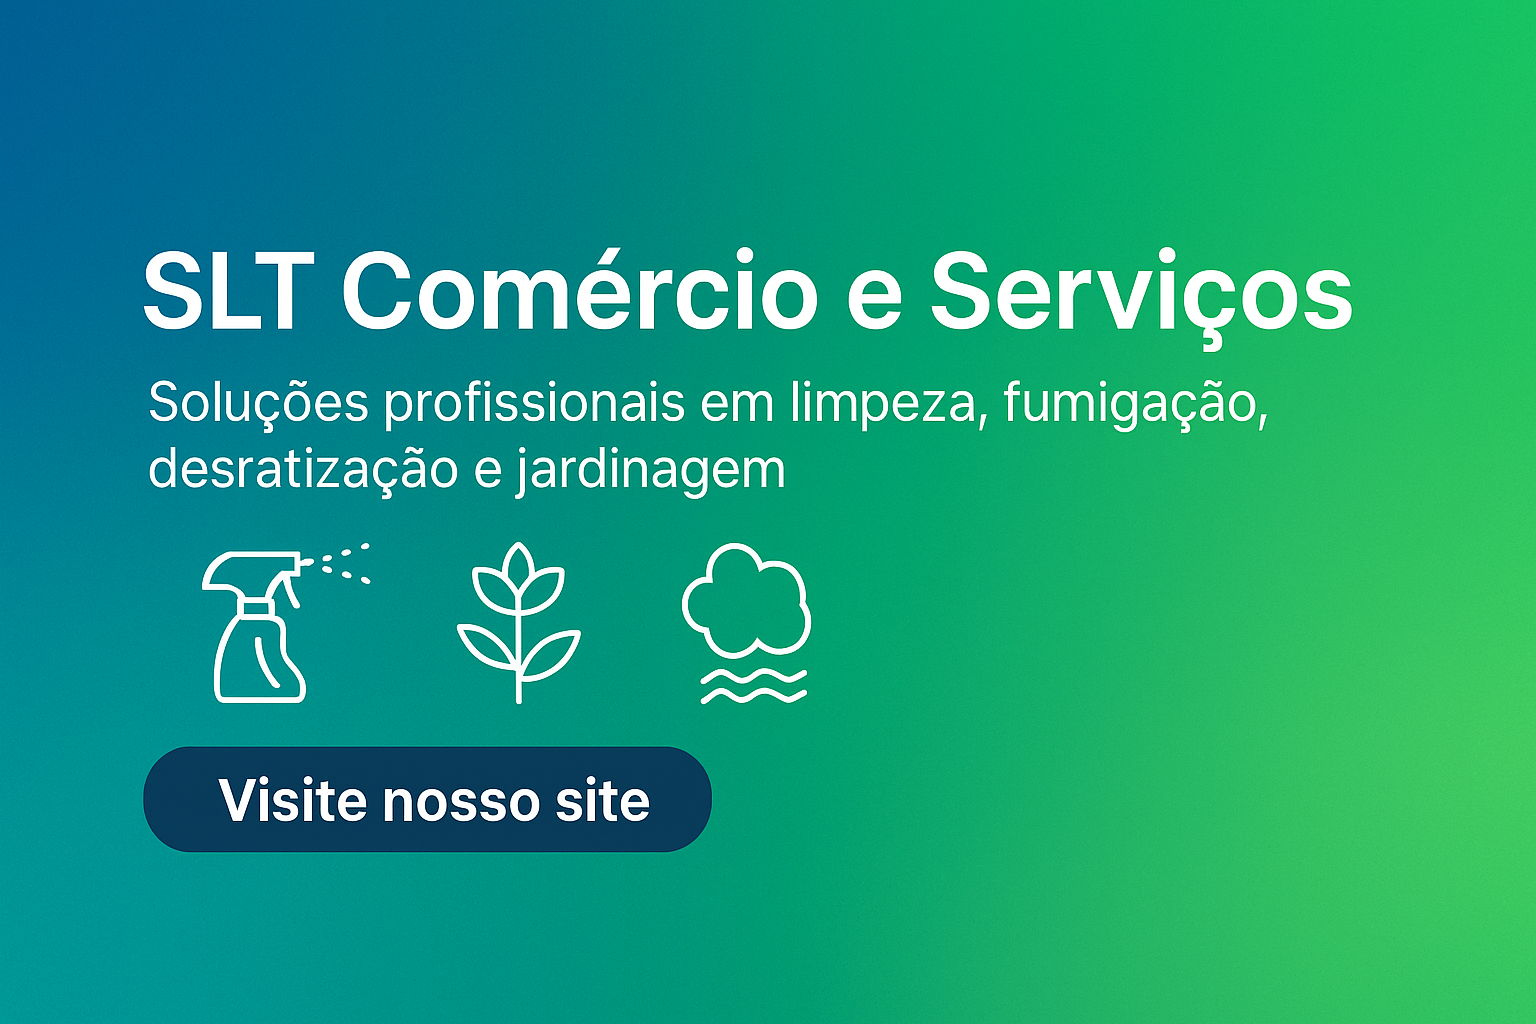 SLT Comércio e Serviços
Soluções profissionais em limpeza, fumigação,
desratização e jardinagem
Visite nosso site